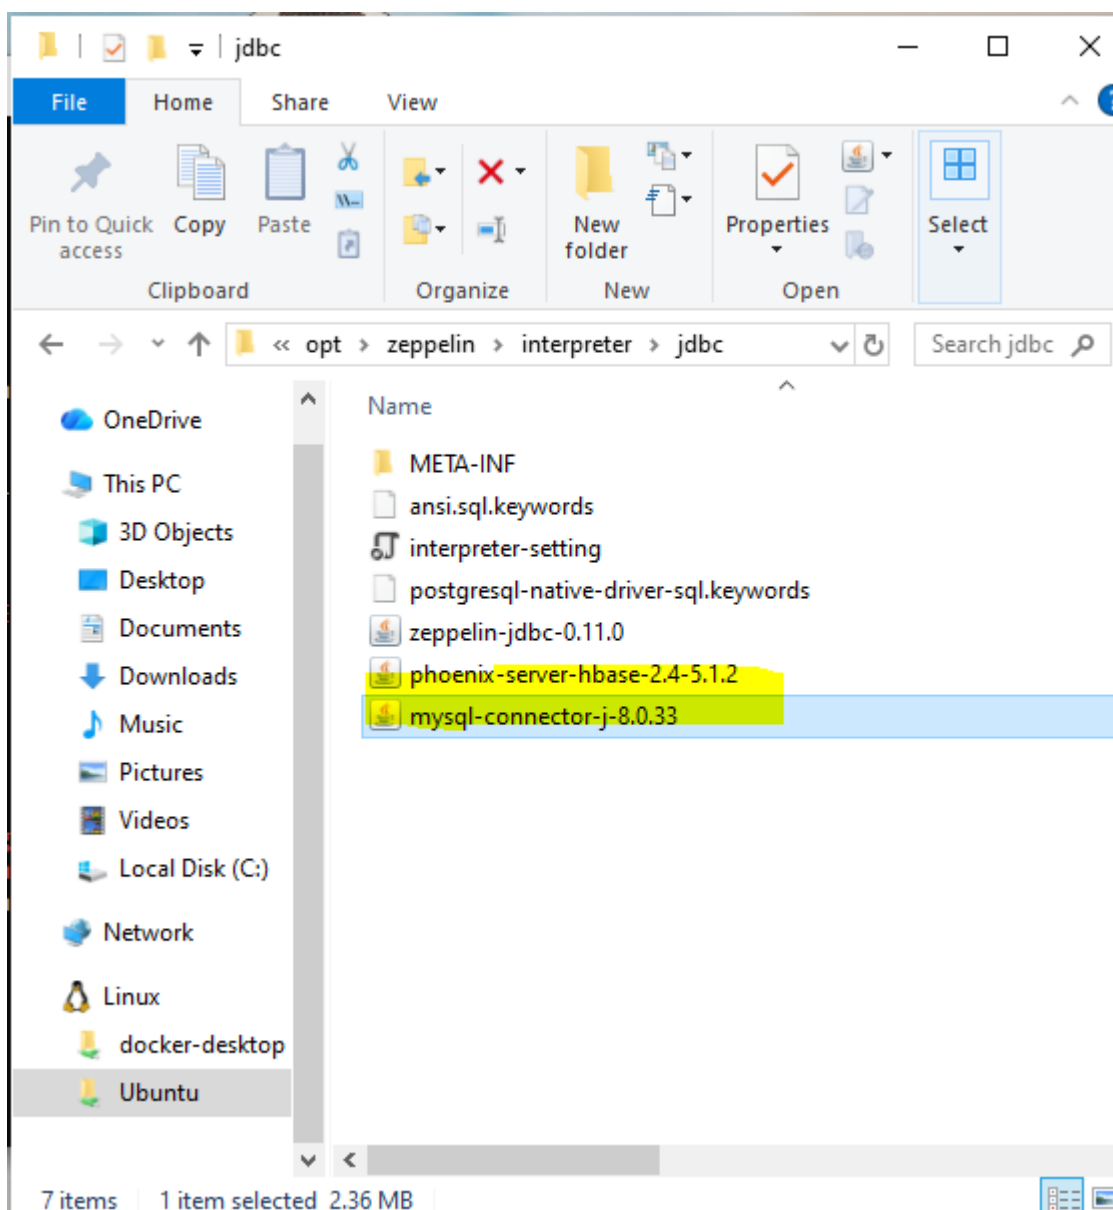 jdbc
File Home Share View
Pin to Quick access
Copy
Paste
New folder
Properties
Select
Clipboard Organize New Open
« opt > zeppelin > interpreter > jdbc
Search jdbc
Name
OneDrive
This PC
3D Objects
Desktop
Documents
Downloads
Music
Pictures
Videos
Local Disk (C:)
Network
Linux
docker-desktop
Ubuntu
META-INF
ansi.sql.keywords
interpreter-setting
postgresql-native-driver-sql.keywords
zeppelin-jdbc-0.11.0
phoenix-server-hbase-2.4-5.1.2
mysql-connector-j-8.0.33
7 items 1 item selected 2.36 MB